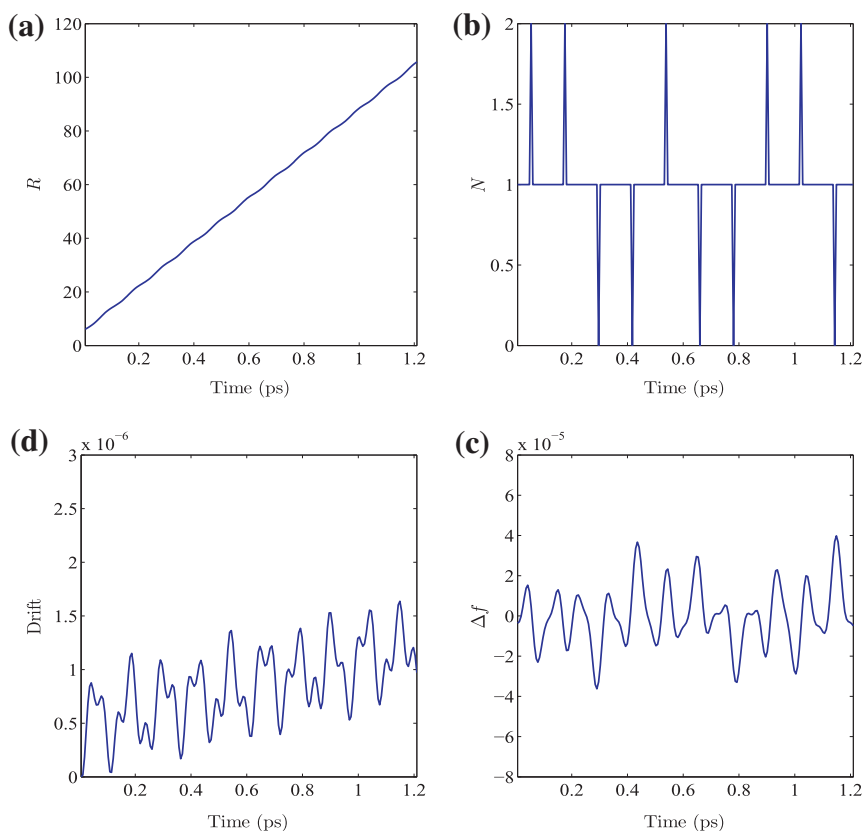 (a)
120
100
80
60
40
20
0
R
0.2 0.4 0.6 0.8 1 1.2
Time (ps)
(b)
2
1.5
1
0.5
0
N
0.2 0.4 0.6 0.8 1 1.2
Time (ps)
(d)
x 10⁻⁶
3
2.5
2
1.5
1
0.5
0
Drift
0.2 0.4 0.6 0.8 1 1.2
Time (ps)
(c)
x 10⁻⁵
8
6
4
2
0
−2
−4
−6
−8
Δf
0.2 0.4 0.6 0.8 1 1.2
Time (ps)